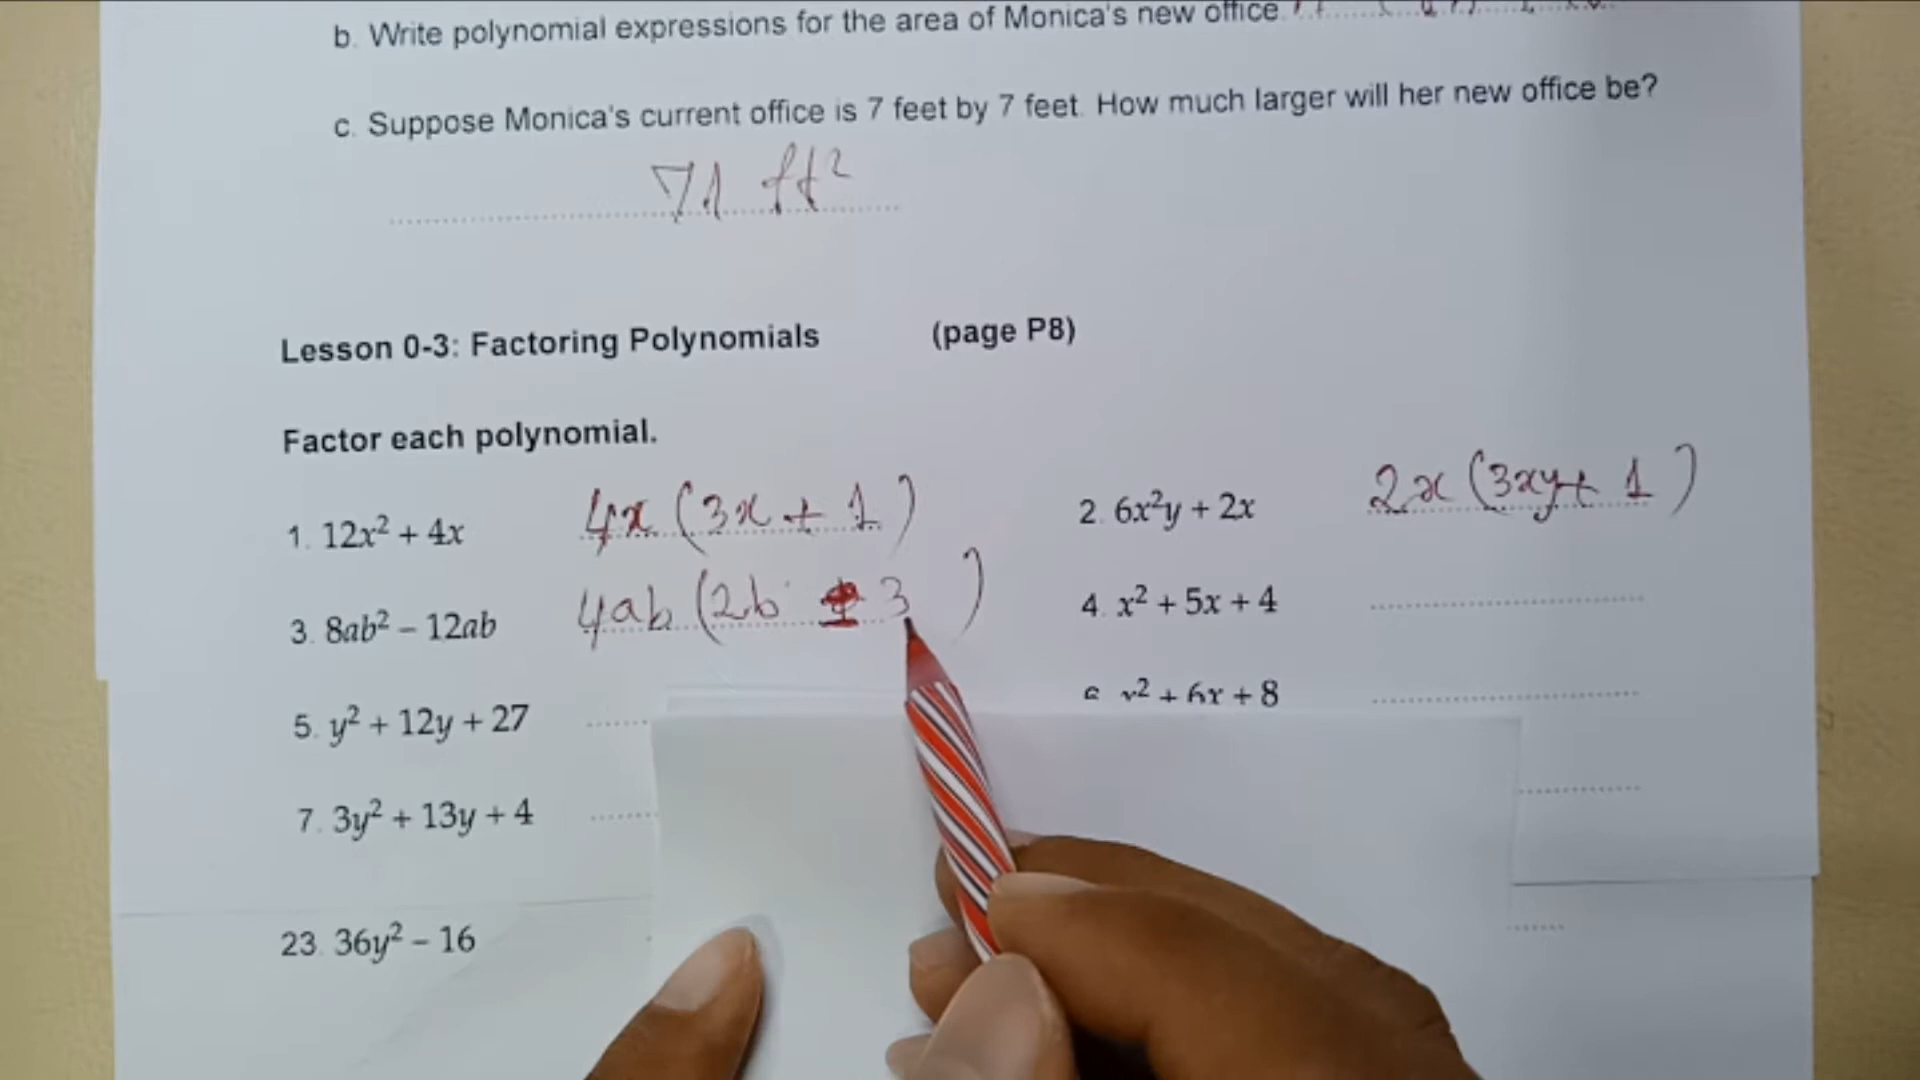 b. Write polynomial expressions for the area of Monica's new office.
c. Suppose Monica's current office is 7 feet by 7 feet. How much larger will her new office be?
71 ft²
Lesson 0-3: Factoring Polynomials (page P8)
Factor each polynomial.
1. 12x² + 4x 4x (3x + 1) 2. 6x²y + 2x 2x (3xy + 1)
3. 8ab² – 12ab 4ab (2b - 3 ) 4. x² + 5x + 4
5. y² + 12y + 27 x² + 6x + 8
7. 3y² + 13y + 4
23. 36y² – 16